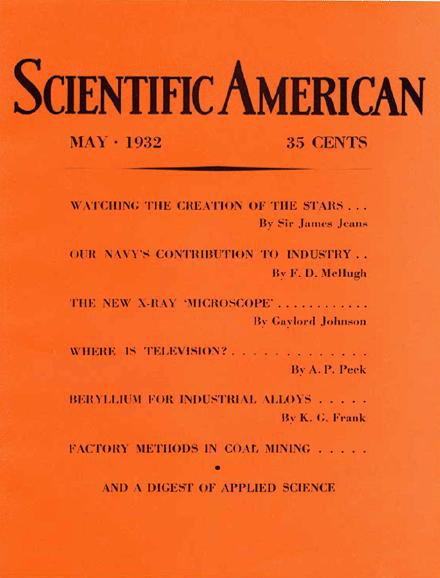 SCIENTIFIC AMERICAN
MAY · 1932 35 CENTS
WATCHING THE CREATION OF THE STARS . . .
By Sir James Jeans
OUR NAVY'S CONTRIBUTION TO INDUSTRY . .
By F. D. McHugh
THE NEW X-RAY 'MICROSCOPE' . . . . . . . . . . . .
By Gaylord Johnson
WHERE IS TELEVISION? . . . . . . . . . . . . .
By A. P. Peck
BERYLLIUM FOR INDUSTRIAL ALLOYS . . . . .
By K. G. Frank
FACTORY METHODS IN COAL MINING . . . . .
•
AND A DIGEST OF APPLIED SCIENCE